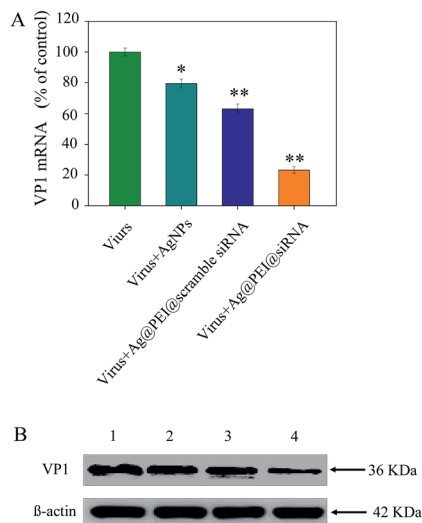 A
VP1 mRNA
(% of control)
120
100
80
60
40
20
0
*
**
**
Viurs
Virus+AgNPs
Virus+Ag@PEI@scramble siRNA
Virus+Ag@PEI@siRNA
B
1 2 3 4
VP1 36 KDa
ß-actin 42 KDa